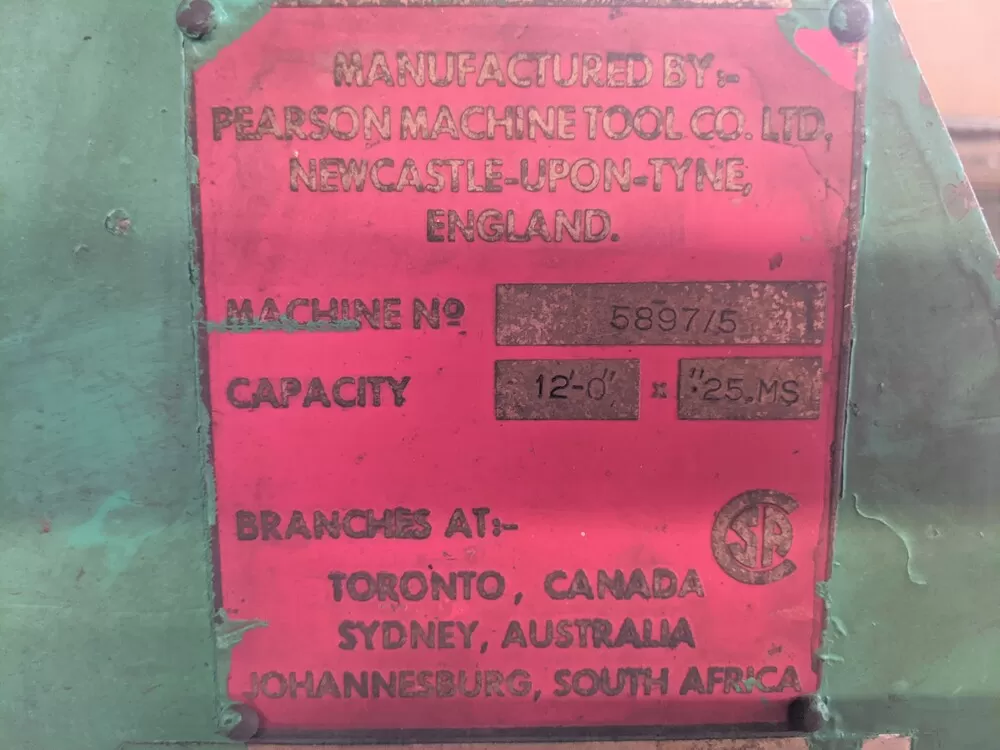 MANUFACTURED BY:-
PEARSON MACHINE TOOL CO. LTD,
NEWCASTLE-UPON-TYNE,
ENGLAND.
MACHINE Nº 5897/5
CAPACITY 12'-0" x "25.MS
BRANCHES AT:-
CSA
TORONTO, CANADA
SYDNEY, AUSTRALIA
JOHANNESBURG, SOUTH AFRICA